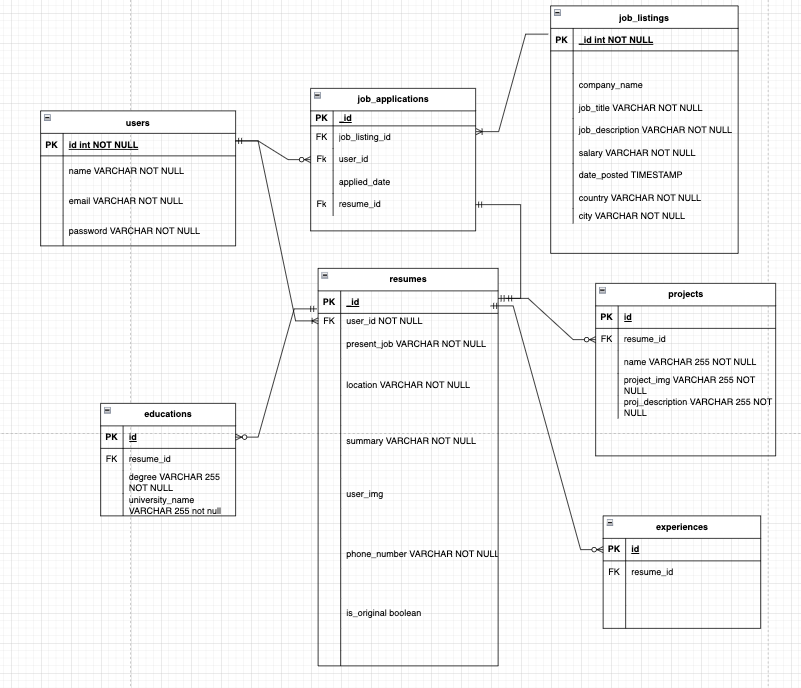 job_listings
PK _id int NOT NULL
company_name
job_title VARCHAR NOT NULL
job_description VARCHAR NOT NULL
salary VARCHAR NOT NULL
date_posted TIMESTAMP
country VARCHAR NOT NULL
city VARCHAR NOT NULL
job_applications
PK _id
FK job_listing_id
Fk user_id
applied_date
Fk resume_id
users
PK id int NOT NULL
name VARCHAR NOT NULL
email VARCHAR NOT NULL
password VARCHAR NOT NULL
resumes
PK _id
FK user_id NOT NULL
present_job VARCHAR NOT NULL
location VARCHAR NOT NULL
summary VARCHAR NOT NULL
user_img
phone_number VARCHAR NOT NULL
is_original boolean
projects
PK id
FK resume_id
name VARCHAR 255 NOT NULL
project_img VARCHAR 255 NOT
NULL
proj_description VARCHAR 255 NOT
NULL
educations
PK id
FK resume_id
degree VARCHAR 255
NOT NULL
university_name
VARCHAR 255 not null
experiences
PK id
FK resume_id